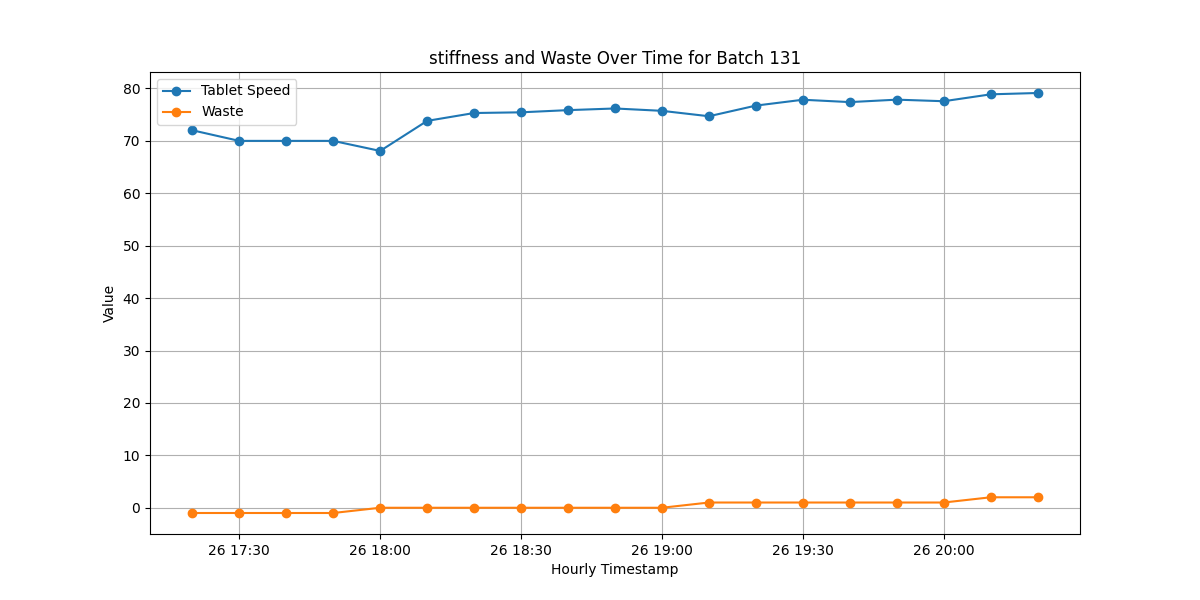 stiffness and Waste Over Time for Batch 131
Tablet Speed
Waste
80
70
60
50
40
30
20
10
0
Value
26 17:30 26 18:00 26 18:30 26 19:00 26 19:30 26 20:00
Hourly Timestamp